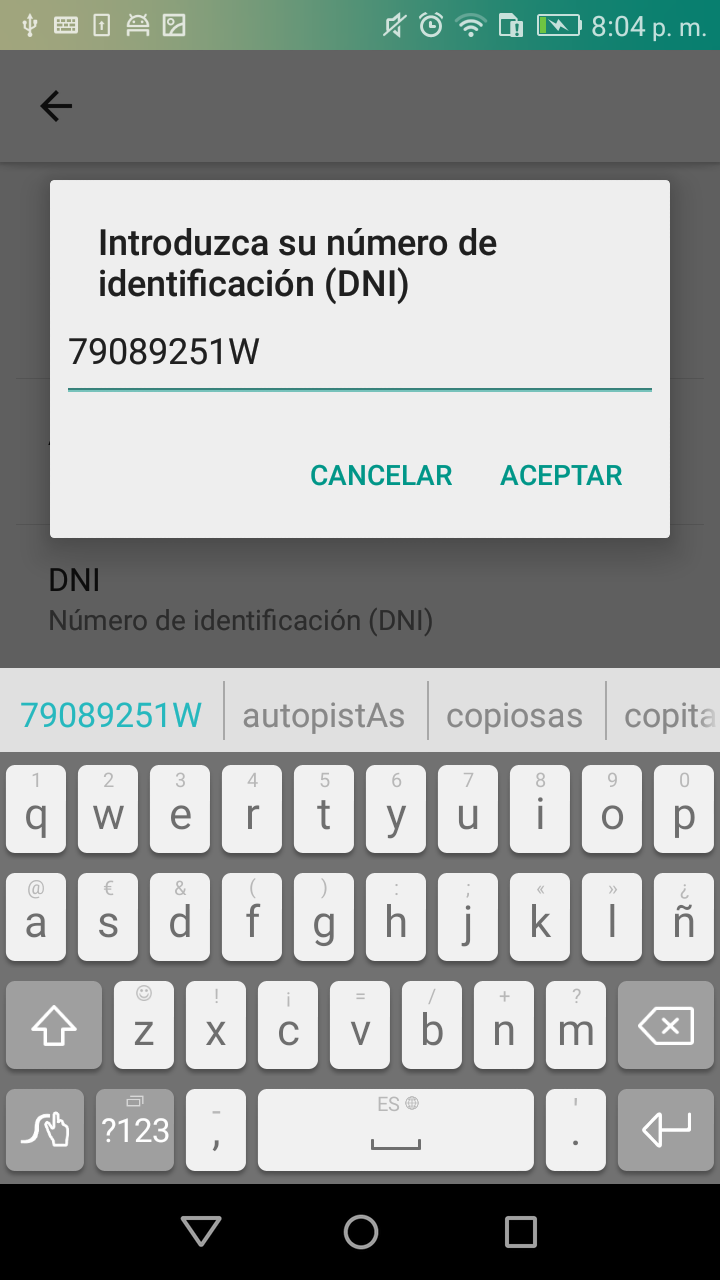 8:04 p. m.
Introduzca su número de
identificación (DNI)
79089251W
CANCELAR ACEPTAR
DNI
Número de identificación (DNI)
79089251W autopistAs copiosas copita
1 2 3 4 5 6 7 8 9 0
q w e r t y u i o p
@ € & ( ) : ; « » ¿
a s d f g h j k l ñ
! ¡ = / + ?
z x c v b n m
- ES '
?123 , .